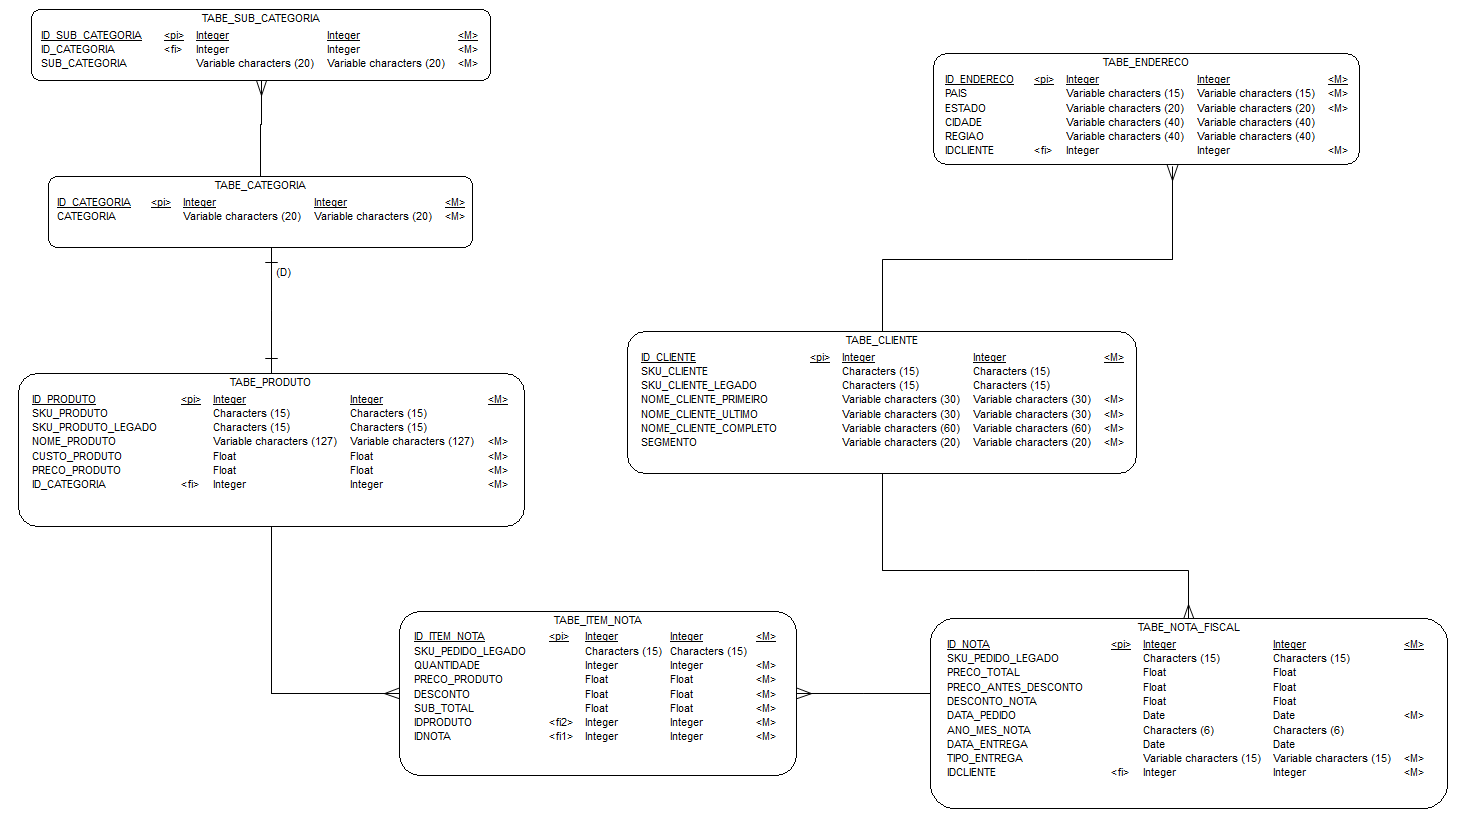 TABE_SUB_CATEGORIA
ID_SUB_CATEGORIA <pi> Integer Integer <M>
ID_CATEGORIA <fi> Integer Integer <M>
SUB_CATEGORIA Variable characters (20) Variable characters (20) <M>
TABE_ENDERECO
ID_ENDERECO <pi> Integer Integer <M>
PAIS Variable characters (15) Variable characters (15) <M>
ESTADO Variable characters (20) Variable characters (20) <M>
CIDADE Variable characters (40) Variable characters (40)
REGIAO Variable characters (40) Variable characters (40)
IDCLIENTE <fi> Integer Integer <M>
TABE_CATEGORIA
ID_CATEGORIA <pi> Integer Integer <M>
CATEGORIA Variable characters (20) Variable characters (20) <M>
(D)
TABE_CLIENTE
ID_CLIENTE <pi> Integer Integer <M>
SKU_CLIENTE Characters (15) Characters (15)
SKU_CLIENTE_LEGADO Characters (15) Characters (15)
NOME_CLIENTE_PRIMEIRO Variable characters (30) Variable characters (30) <M>
NOME_CLIENTE_ULTIMO Variable characters (30) Variable characters (30) <M>
NOME_CLIENTE_COMPLETO Variable characters (60) Variable characters (60) <M>
SEGMENTO Variable characters (20) Variable characters (20) <M>
TABE_PRODUTO
ID_PRODUTO <pi> Integer Integer <M>
SKU_PRODUTO Characters (15) Characters (15)
SKU_PRODUTO_LEGADO Characters (15) Characters (15)
NOME_PRODUTO Variable characters (127) Variable characters (127) <M>
CUSTO_PRODUTO Float Float <M>
PRECO_PRODUTO Float Float <M>
ID_CATEGORIA <fi> Integer Integer <M>
TABE_ITEM_NOTA
ID_ITEM_NOTA <pi> Integer Integer <M>
SKU_PEDIDO_LEGADO Characters (15) Characters (15)
QUANTIDADE Integer Integer <M>
PRECO_PRODUTO Float Float <M>
DESCONTO Float Float <M>
SUB_TOTAL Float Float <M>
IDPRODUTO <fi2> Integer Integer <M>
IDNOTA <fi1> Integer Integer <M>
TABE_NOTA_FISCAL
ID_NOTA <pi> Integer Integer <M>
SKU_PEDIDO_LEGADO Characters (15) Characters (15)
PRECO_TOTAL Float Float
PRECO_ANTES_DESCONTO Float Float
DESCONTO_NOTA Float Float
DATA_PEDIDO Date Date <M>
ANO_MES_NOTA Characters (6) Characters (6)
DATA_ENTREGA Date Date
TIPO_ENTREGA Variable characters (15) Variable characters (15) <M>
IDCLIENTE <fi> Integer Integer <M>